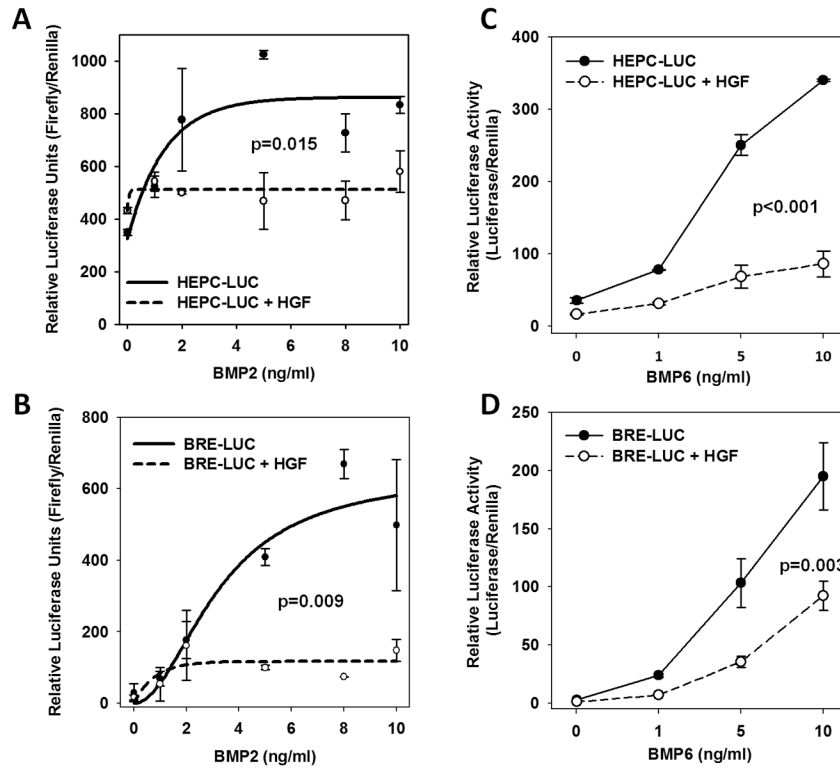 A
Relative Luciferase Units (Firefly/Renilla)
1000
800
600
400
200
0
p=0.015
HEPC-LUC
HEPC-LUC + HGF
0 2 4 6 8 10
BMP2 (ng/ml)
B
Relative Luciferase Units (Firefly/Renilla)
800
600
400
200
0
BRE-LUC
BRE-LUC + HGF
p=0.009
0 2 4 6 8 10
BMP2 (ng/ml)
C
Relative Luciferase Activity
(Luciferase/Renilla)
400
300
200
100
0
HEPC-LUC
HEPC-LUC + HGF
p<0.001
0 1 5 10
BMP6 (ng/ml)
D
Relative Luciferase Activity
(Luciferase/Renilla)
250
200
150
100
50
0
BRE-LUC
BRE-LUC + HGF
p=0.003
0 1 5 10
BMP6 (ng/ml)